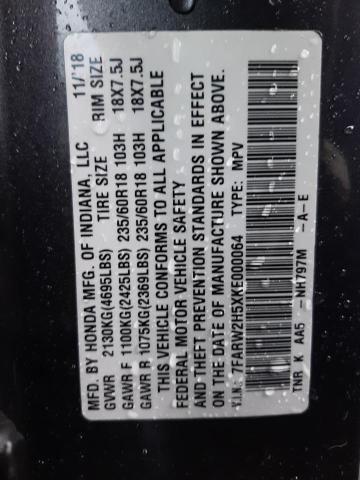 MFD. BY HONDA MFG. OF INDIANA, LLC 11/'18
GVWR 2130KG(4695LBS) TIRE SIZE RIM SIZE
GAWR F 1100KG(2425LBS) 235/60R18 103H 18X7.5J
GAWR R 1075KG(2369LBS) 235/60R18 103H 18X7.5J
THIS VEHICLE CONFORMS TO ALL APPLICABLE
FEDERAL MOTOR VEHICLE SAFETY
AND THEFT PREVENTION STANDARDS IN EFFECT
ON THE DATE OF MANUFACTURE SHOWN ABOVE.
V.I.N.: 7FARW2H5XKE000064 TYPE: MPV
TNR K AA5 -NH797M -A-E